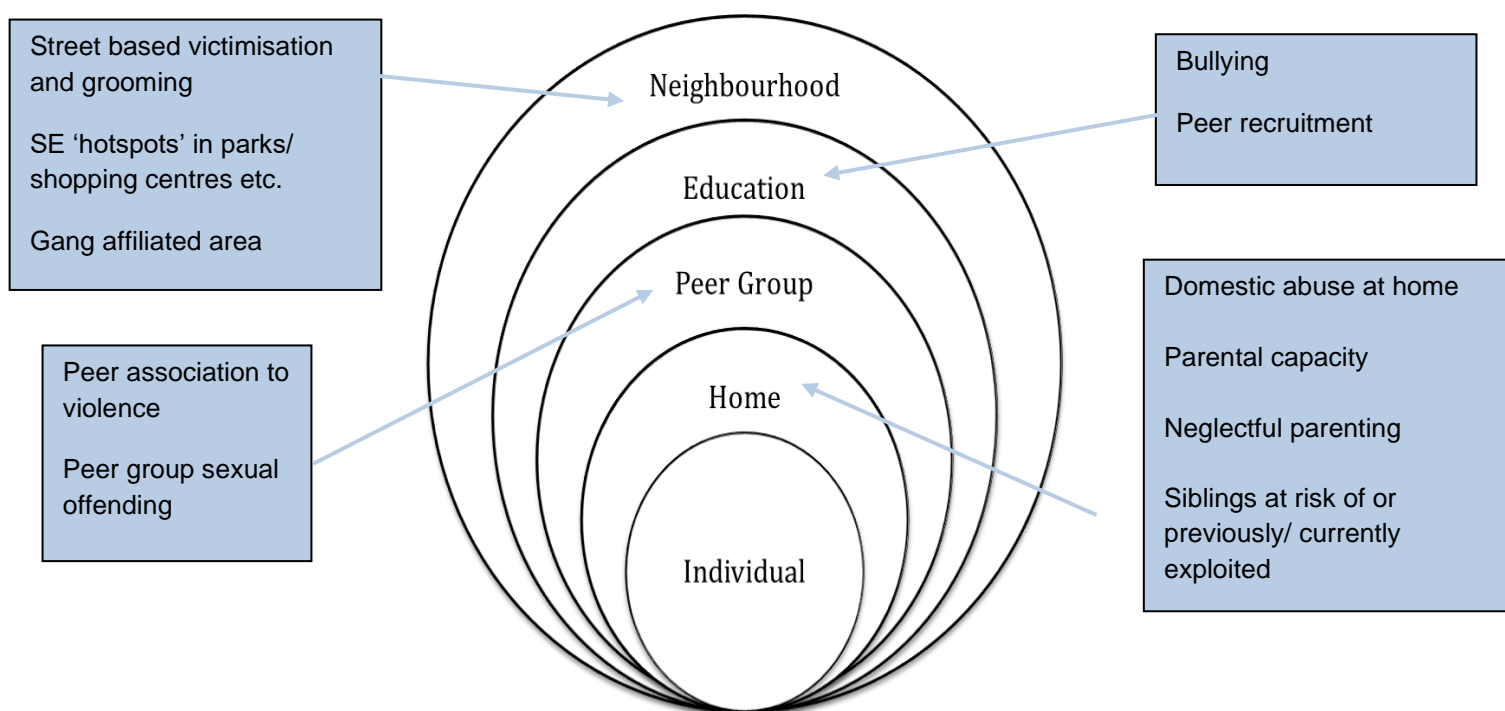 Street based victimisation
and grooming
SE ‘hotspots’ in parks/
shopping centres etc.
Gang affiliated area
Neighbourhood
Bullying
Peer recruitment
Education
Peer Group
Peer association to
violence
Peer group sexual
offending
Home
Domestic abuse at home
Parental capacity
Neglectful parenting
Siblings at risk of or
previously/ currently
exploited
Individual